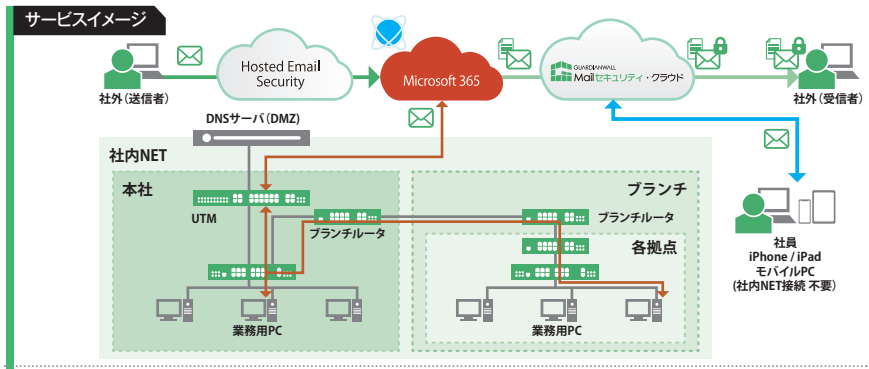 サービスイメージ
Hosted Email
Security
Microsoft 365
GUARDIANWALL
Mailセキュリティ・クラウド
社外(送信者)
社外(受信者)
DNSサーバ(DMZ)
社内NET
本社
UTM
ブランチルータ
業務用PC
ブランチ
ブランチルータ
各拠点
業務用PC
社員
iPhone / iPad
モバイルPC
(社内NET接続 不要)